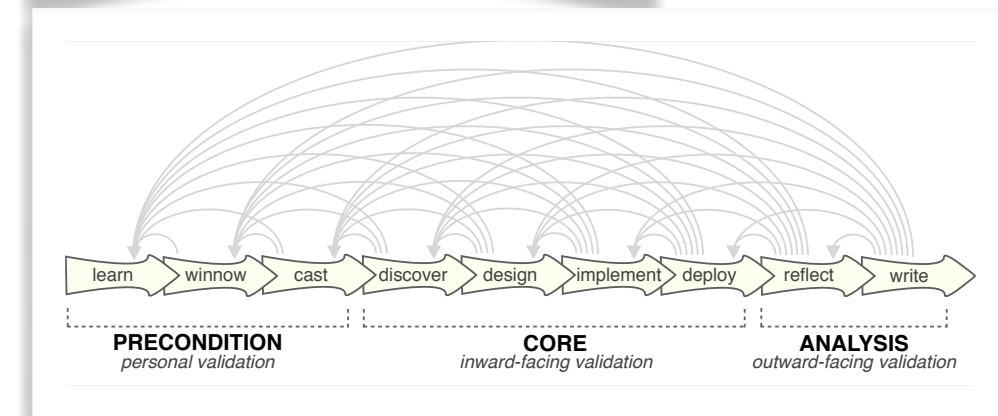 learn winnow cast discover design implement deploy reflect write
PRECONDITION CORE ANALYSIS
personal validation inward-facing validation outward-facing validation